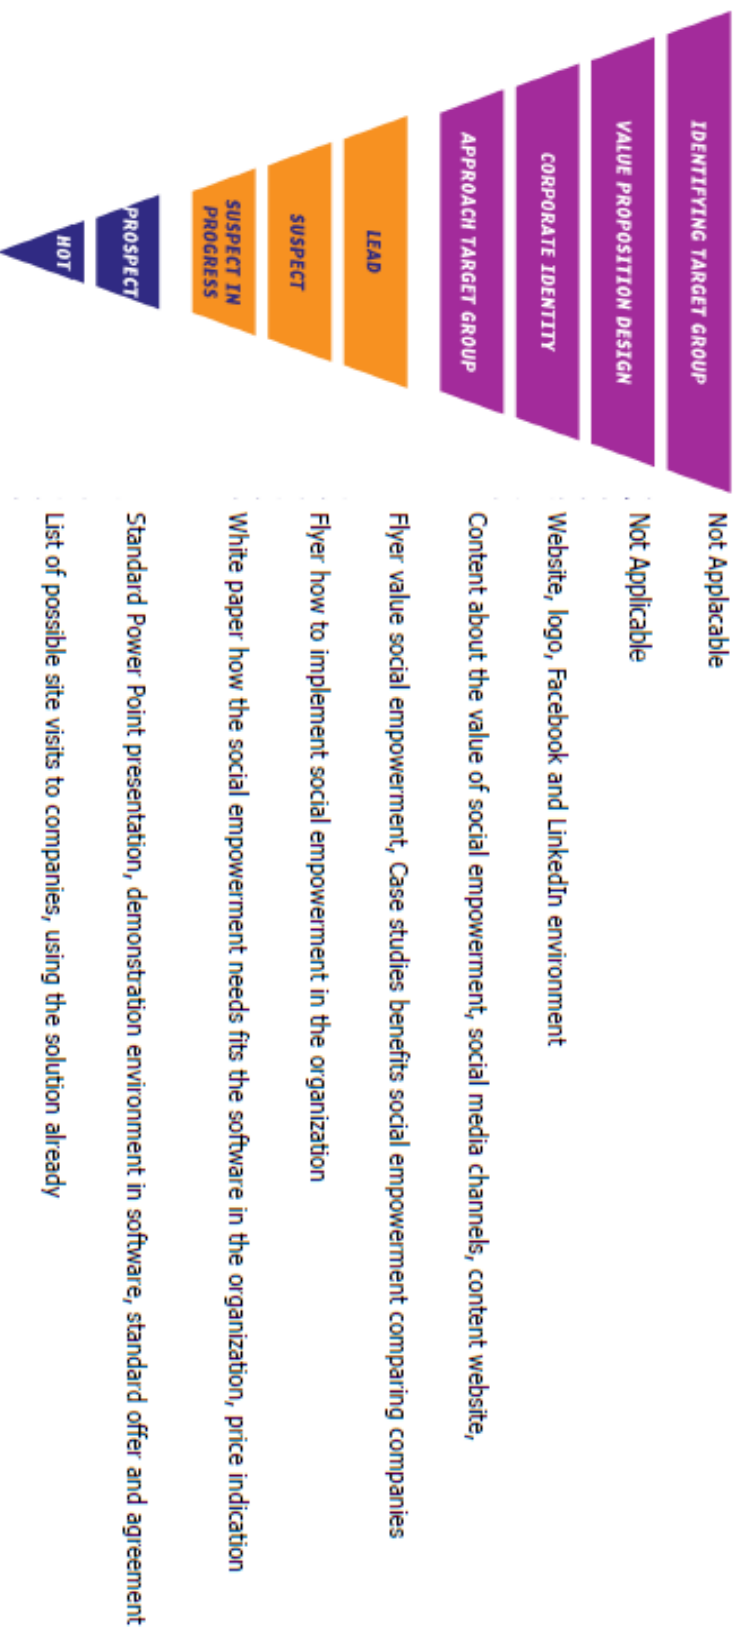 IDENTIFYING TARGET GROUP
Not Applacable
VALUE PROPOSITION DESIGN
Not Applicable
CORPORATE IDENTITY
Website, logo, Facebook and LinkedIn environment
APPROACH TARGET GROUP
Content about the value of social empowerment, social media channels, content website,
LEAD
Flyer value social empowerment, Case studies benefits social empowerment comparing companies
SUSPECT
Flyer how to implement social empowerment in the organization
SUSPECT IN
PROGRESS
White paper how the social empowerment needs fits the software in the organization, price indication
PROSPECT
Standard Power Point presentation, demonstration environment in software, standard offer and agreement
HOT
List of possible site visits to companies, using the solution already